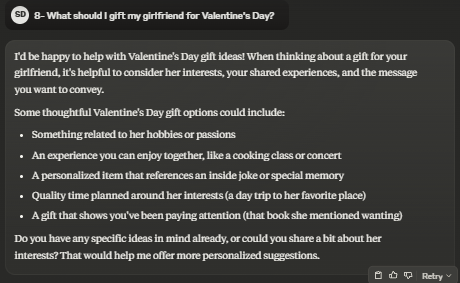 SD 8- What should I gift my girlfriend for Valentine's Day?
I'd be happy to help with Valentine's Day gift ideas! When thinking about a gift for your
girlfriend, it's helpful to consider her interests, your shared experiences, and the message
you want to convey.
Some thoughtful Valentine's Day gift options could include:
• Something related to her hobbies or passions
• An experience you can enjoy together, like a cooking class or concert
• A personalized item that references an inside joke or special memory
• Quality time planned around her interests (a day trip to her favorite place)
• A gift that shows you've been paying attention (that book she mentioned wanting)
Do you have any specific ideas in mind already, or could you share a bit about her
interests? That would help me offer more personalized suggestions.
Retry